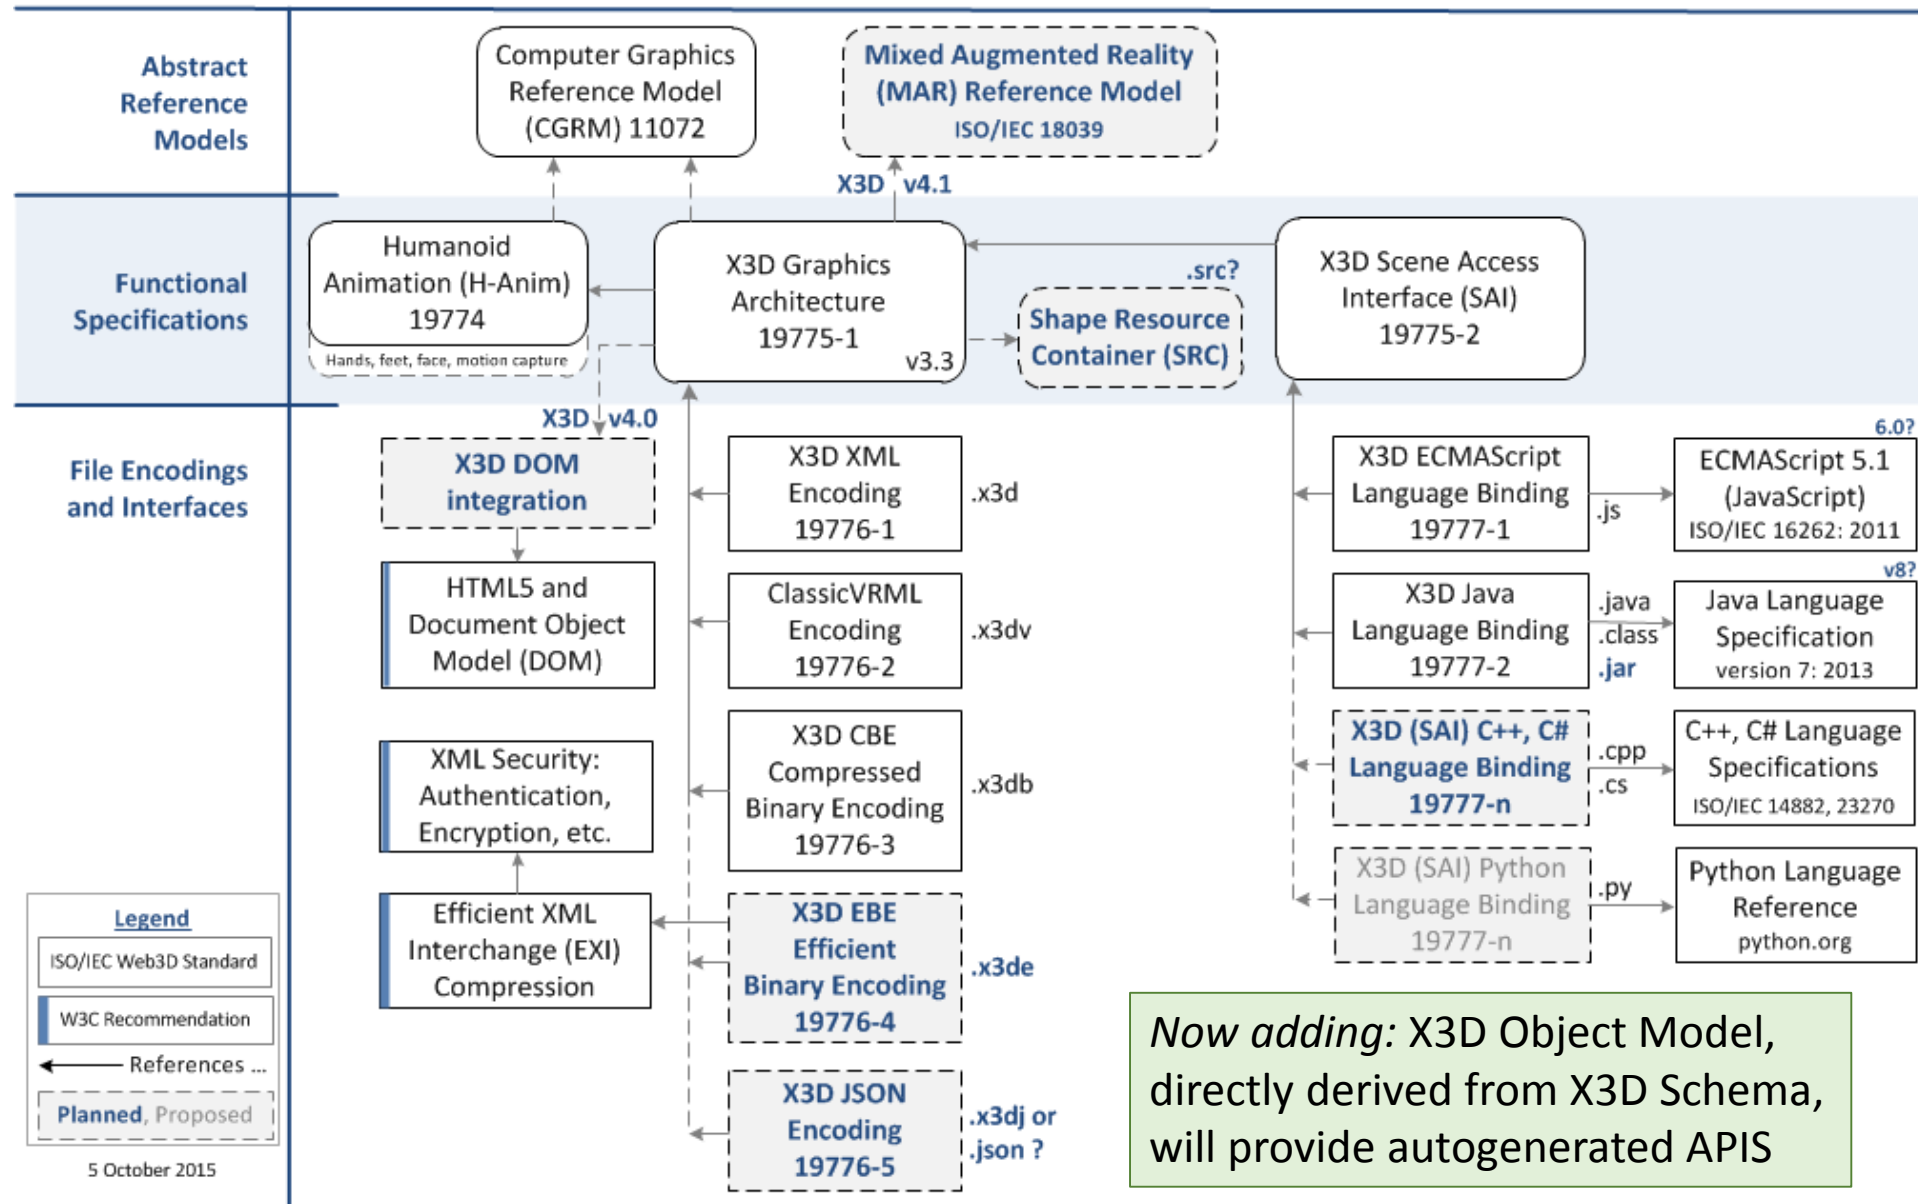 Abstract
Reference
Models
Computer Graphics
Reference Model
(CGRM) 11072
Mixed Augmented Reality
(MAR) Reference Model
ISO/IEC 18039
X3D v4.1
Functional
Specifications
Humanoid
Animation (H-Anim)
19774
Hands, feet, face, motion capture
X3D Graphics
Architecture
19775-1
v3.3
.src?
Shape Resource
Container (SRC)
X3D Scene Access
Interface (SAI)
19775-2
File Encodings
and Interfaces
X3D v4.0
X3D DOM
integration
HTML5 and
Document Object
Model (DOM)
XML Security:
Authentication,
Encryption, etc.
Efficient XML
Interchange (EXI)
Compression
X3D XML
Encoding
19776-1
.x3d
ClassicVRML
Encoding
19776-2
.x3dv
X3D CBE
Compressed
Binary Encoding
19776-3
.x3db
X3D EBE
Efficient
Binary Encoding
19776-4
.x3de
X3D JSON
Encoding
19776-5
.x3dj or
.json ?
X3D ECMAScript
Language Binding
19777-1
.js
6.0?
ECMAScript 5.1
(JavaScript)
ISO/IEC 16262: 2011
X3D Java
Language Binding
19777-2
.java
.class
.jar
v8?
Java Language
Specification
version 7: 2013
X3D (SAI) C++, C#
Language Binding
19777-n
.cpp
.cs
C++, C# Language
Specifications
ISO/IEC 14882, 23270
X3D (SAI) Python
Language Binding
19777-n
.py
Python Language
Reference
python.org
Legend
ISO/IEC Web3D Standard
W3C Recommendation
References ...
Planned, Proposed
5 October 2015
Now adding: X3D Object Model,
directly derived from X3D Schema,
will provide autogenerated APIS